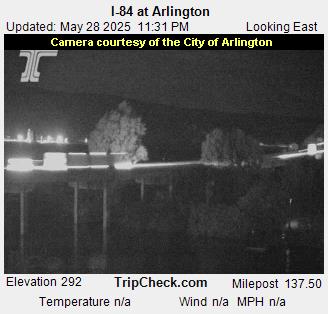 I-84 at Arlington
Updated: May 28 2025 11:31 PM Looking East
Camera courtesy of the City of Arlington
Elevation 292 TripCheck.com Milepost 137.50
Temperature n/a Wind n/a MPH n/a